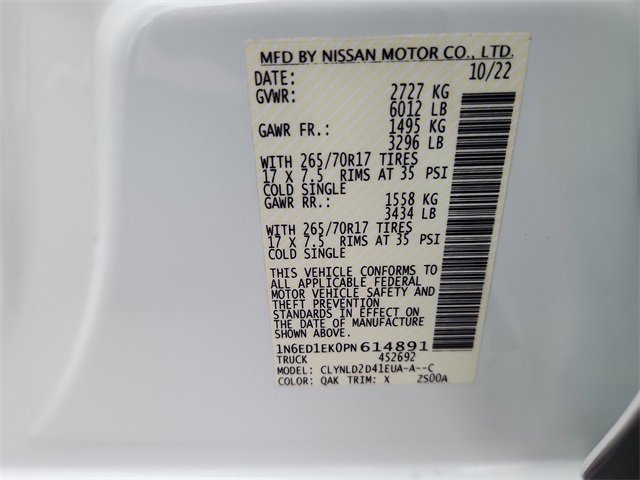 MFD BY NISSAN MOTOR CO., LTD.
DATE: 10/22
GVWR: 2727 KG
6012 LB
GAWR FR.: 1495 KG
3296 LB
WITH 265/70R17 TIRES
17 X 7.5 RIMS AT 35 PSI
COLD SINGLE
GAWR RR.: 1558 KG
3434 LB
WITH 265/70R17 TIRES
17 X 7.5 RIMS AT 35 PSI
COLD SINGLE
THIS VEHICLE CONFORMS TO
ALL APPLICABLE FEDERAL
MOTOR VEHICLE SAFETY AND
THEFT PREVENTION
STANDARDS IN EFFECT ON
THE DATE OF MANUFACTURE
SHOWN ABOVE.
1N6ED1EK0PN614891
TRUCK 452692
MODEL: CLYNLD2D41EUA-A--C
COLOR: QAK TRIM: X ZS00A